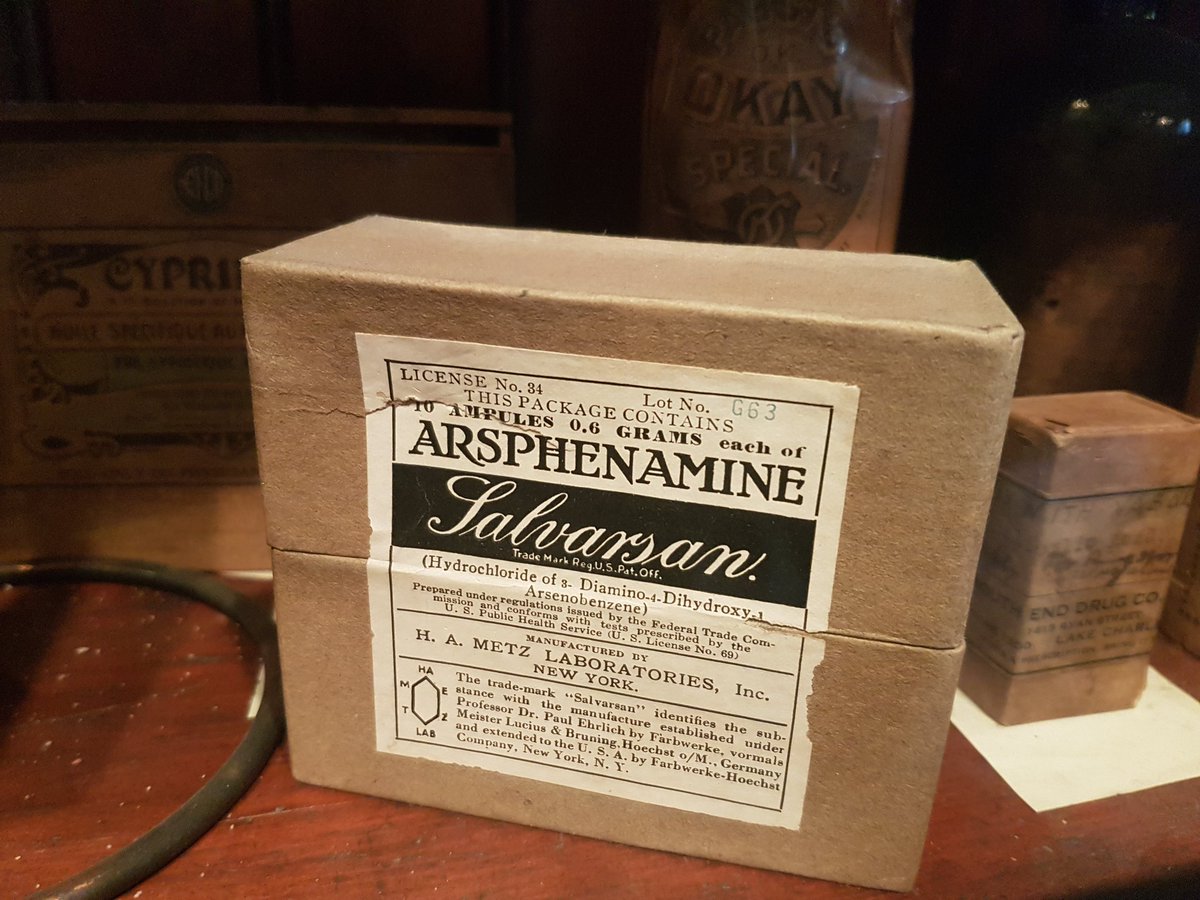 OKAY
SPECIAL
CYPRI
HUILE SPECIFIQUE AU
LICENSE No. 34
Lot No. G63
THIS PACKAGE CONTAINS
10 AMPULES 0.6 GRAMS each of
ARSPHENAMINE
Salvarsan.
Trade Mark Reg. U.S. Pat. Off.
(Hydrochloride of 3- Diamino-4-Dihydroxy-1
Arsenobenzene)
Prepared under regulations issued by the Federal Trade Com-
mission and conforms with tests prescribed by the
U. S. Public Health Service (U. S. License No. 69)
MANUFACTURED BY
H. A. METZ LABORATORIES, Inc.
NEW YORK.
HA
M E
T Z
LAB
The trade-mark "Salvarsan" identifies the sub-
stance with the manufacture established under
Professor Dr. Paul Ehrlich by Farbwerke, vormals
Meister Lucius & Bruning, Hoechst o/M., Germany
and extended to the U. S. A. by Farbwerke-Hoechst
Company, New York, N. Y.
END DRUG CO
STREET
LAKE CHARL